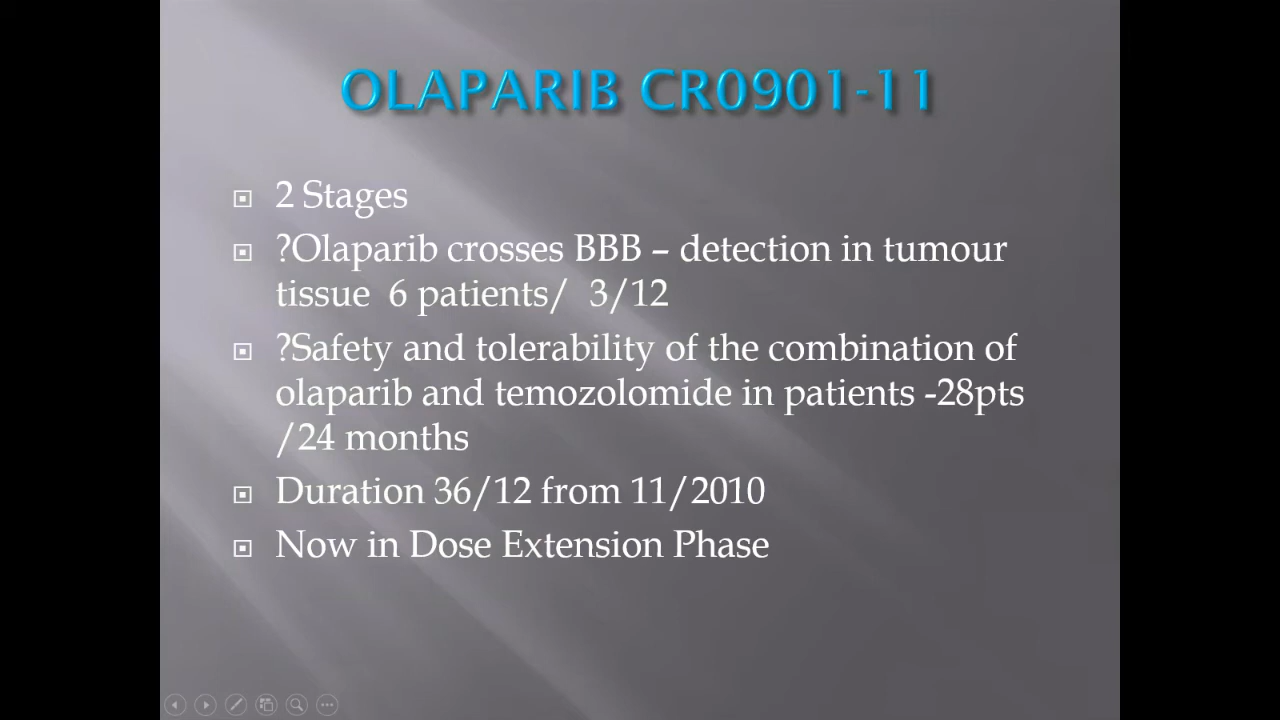 OLAPARIB CR0901-11
2 Stages
?Olaparib crosses BBB – detection in tumour
tissue  6 patients/  3/12
?Safety and tolerability of the combination of
olaparib and temozolomide in patients -28pts
/24 months
Duration 36/12 from 11/2010
Now in Dose Extension Phase